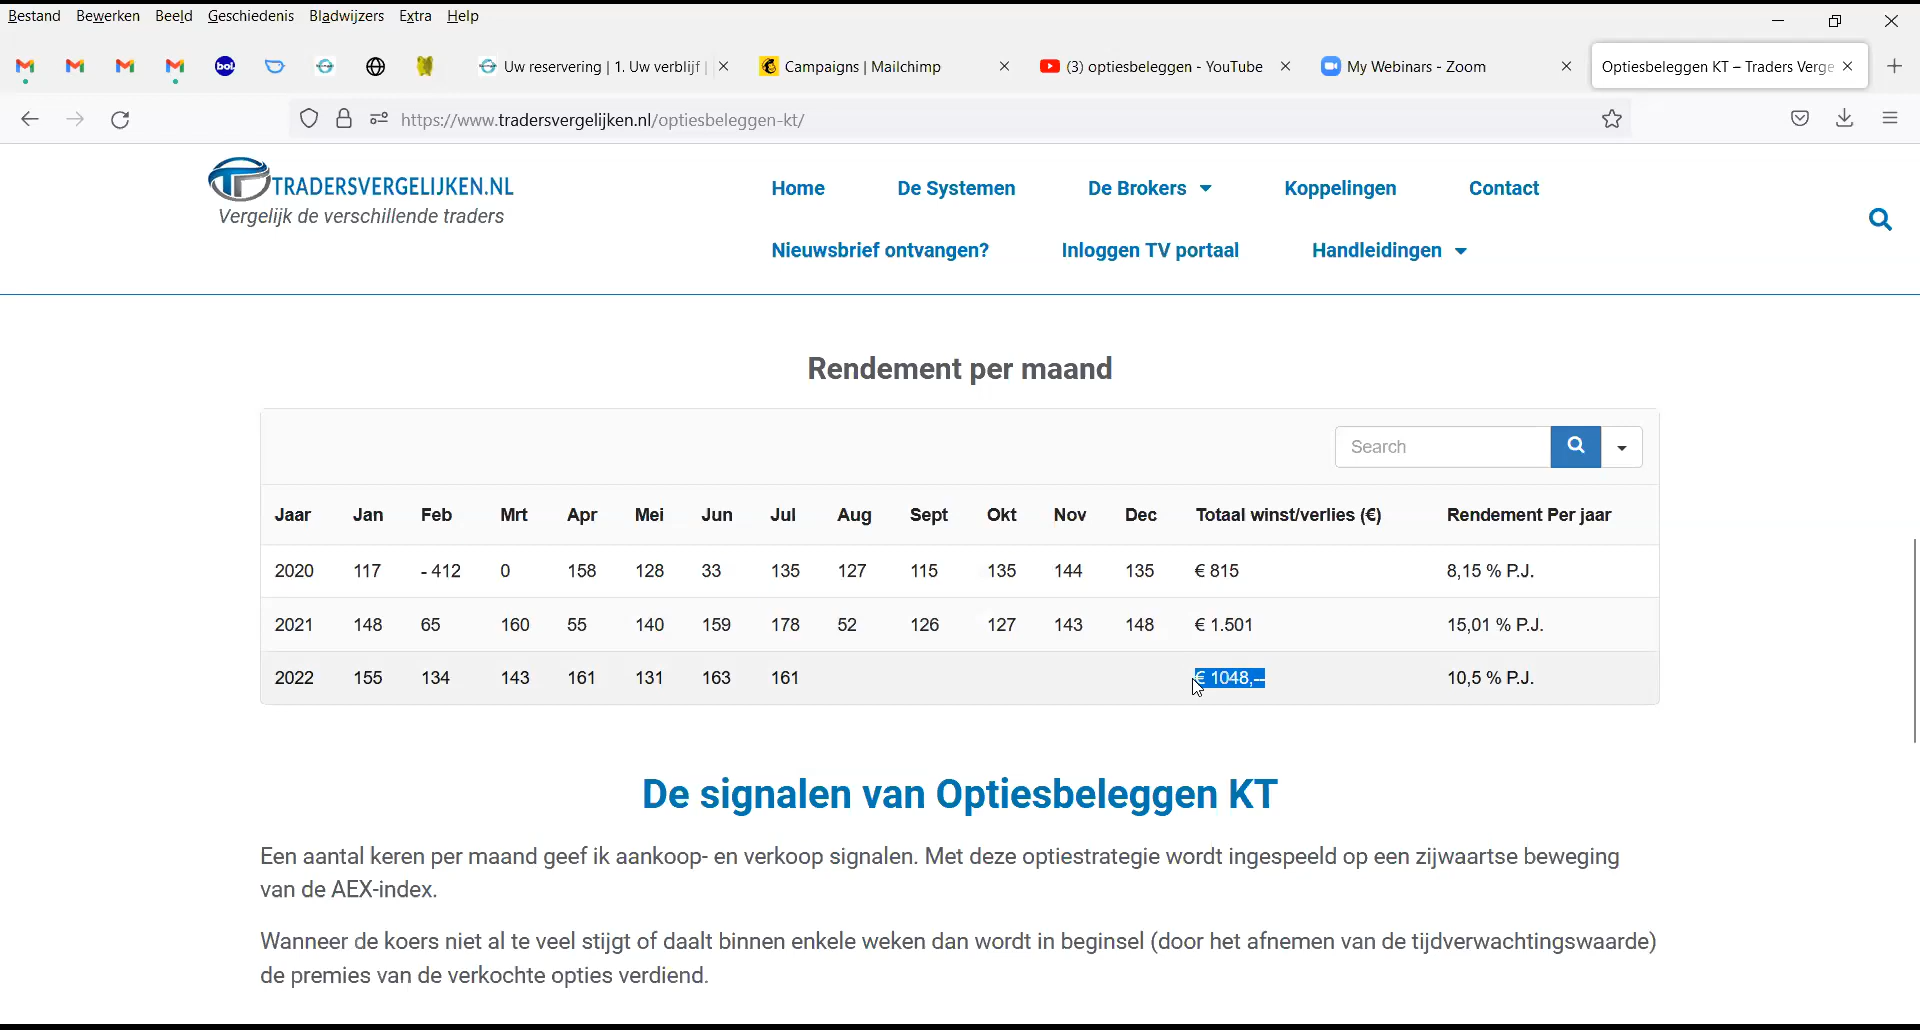 Bestand Bewerken Beeld Geschiedenis Bladwijzers Extra Help
bol. Uw reservering | 1. Uw verblijf | Campaigns | Mailchimp (3) optiesbeleggen - YouTube My Webinars - Zoom Optiesbeleggen KT – Traders Verge
https://www.tradersvergelijken.nl/optiesbeleggen-kt/
TRADERSVERGELIJKEN.NL
Vergelijk de verschillende traders
Home De Systemen De Brokers Koppelingen Contact
Nieuwsbrief ontvangen? Inloggen TV portaal Handleidingen
Rendement per maand
Search
Jaar Jan Feb Mrt Apr Mei Jun Jul Aug Sept Okt Nov Dec Totaal winst/verlies (€) Rendement Per jaar
2020 117 - 412 0 158 128 33 135 127 115 135 144 135 € 815 8,15 % P.J.
2021 148 65 160 55 140 159 178 52 126 127 143 148 € 1.501 15,01 % P.J.
2022 155 134 143 161 131 163 161 € 1048,-- 10,5 % P.J.
De signalen van Optiesbeleggen KT
Een aantal keren per maand geef ik aankoop- en verkoop signalen. Met deze optiestrategie wordt ingespeeld op een zijwaartse beweging
van de AEX-index.
Wanneer de koers niet al te veel stijgt of daalt binnen enkele weken dan wordt in beginsel (door het afnemen van de tijdverwachtingswaarde)
de premies van de verkochte opties verdiend.